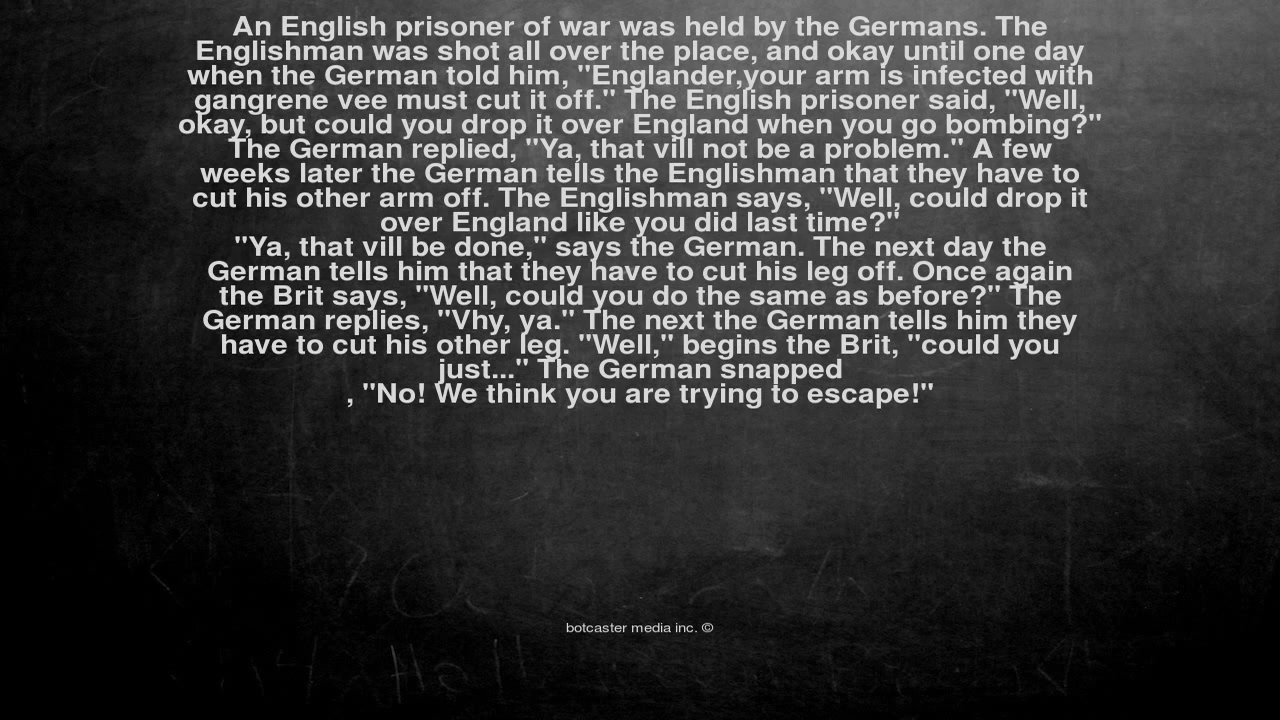 An English prisoner of war was held by the Germans. The
Englishman was shot all over the place, and okay until one day
when the German told him, "Englander,your arm is infected with
gangrene vee must cut it off." The English prisoner said, "Well,
okay, but could you drop it over England when you go bombing?"
The German replied, "Ya, that vill not be a problem." A few
weeks later the German tells the Englishman that they have to
cut his other arm off. The Englishman says, "Well, could drop it
over England like you did last time?"
"Ya, that vill be done," says the German. The next day the
German tells him that they have to cut his leg off. Once again
the Brit says, "Well, could you do the same as before?" The
German replies, "Vhy, ya." The next the German tells him they
have to cut his other leg. "Well," begins the Brit, "could you
just..." The German snapped
, "No! We think you are trying to escape!"
botcaster media inc. ©